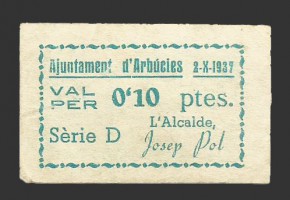 Ajuntament d'Arbúcies 2-X-1937
VAL PER 0'10 ptes.
Sèrie D
L'Alcalde,
Josep Pol